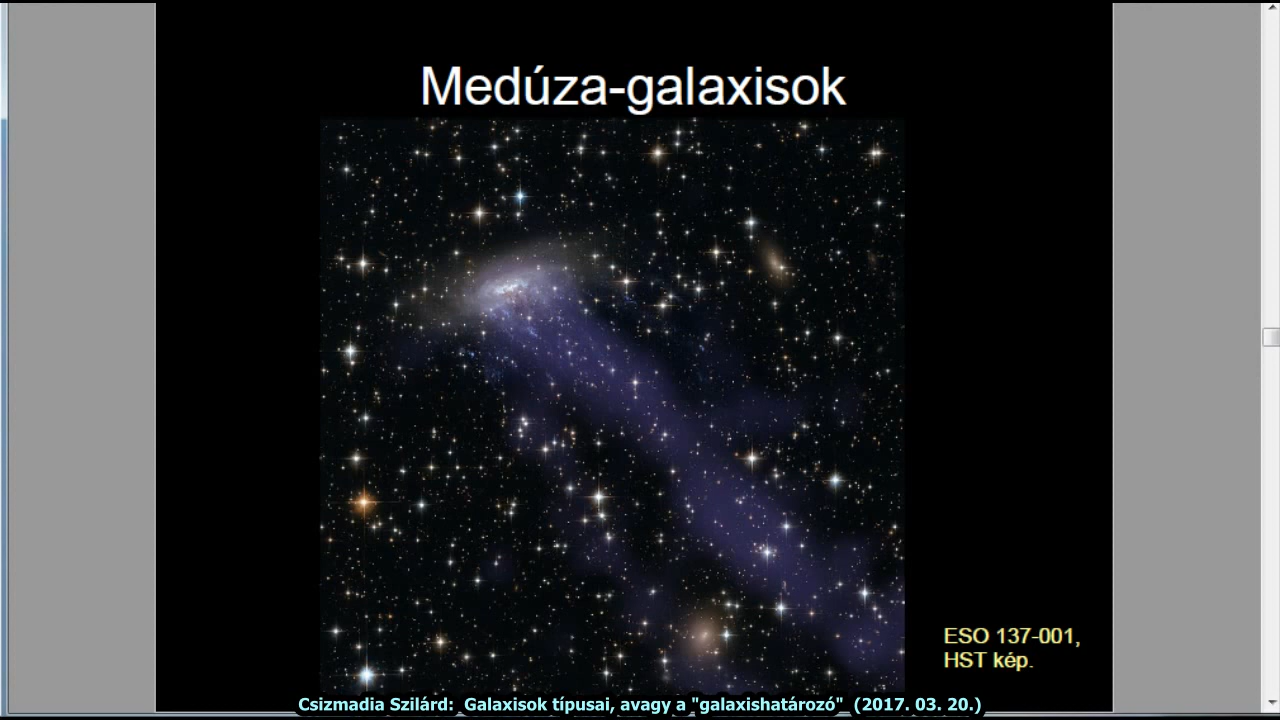 Medúza-galaxisok
ESO 137-001,
HST kép.
Csizmadia Szilárd: Galaxisok típusai, avagy a "galaxishatározó" (2017. 03. 20.)